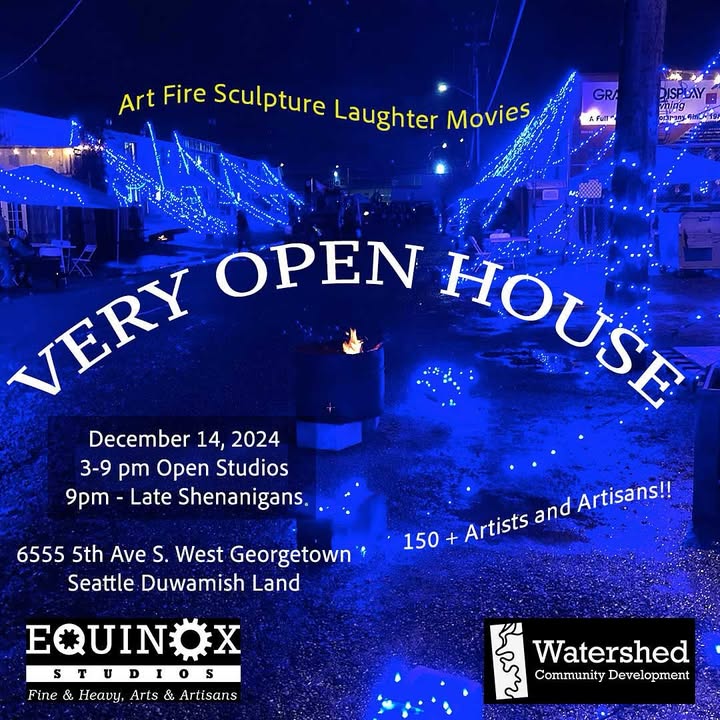 Art Fire Sculpture Laughter Movies
VERY OPEN HOUSE
December 14, 2024
3-9 pm Open Studios
9pm - Late Shenanigans
150 + Artists and Artisans!!
6555 5th Ave S. West Georgetown
Seattle Duwamish Land
EQUINOX
STUDIOS
Fine & Heavy, Arts & Artisans
Watershed
Community Development
DISPLAY